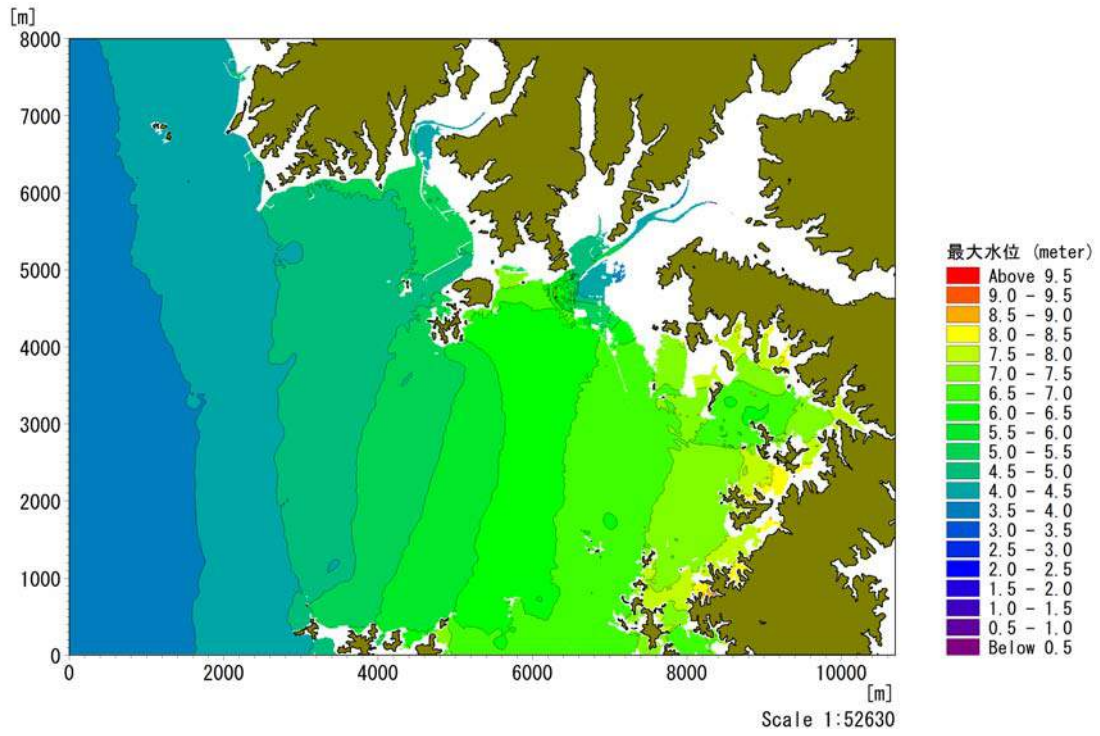 [m]
8000
7000
6000
5000
4000
3000
2000
1000
0
0 2000 4000 6000 8000 10000
[m]
Scale 1:52630
最大水位 (meter)
Above 9.5
9.0 - 9.5
8.5 - 9.0
8.0 - 8.5
7.5 - 8.0
7.0 - 7.5
6.5 - 7.0
6.0 - 6.5
5.5 - 6.0
5.0 - 5.5
4.5 - 5.0
4.0 - 4.5
3.5 - 4.0
3.0 - 3.5
2.5 - 3.0
2.0 - 2.5
1.5 - 2.0
1.0 - 1.5
0.5 - 1.0
Below 0.5